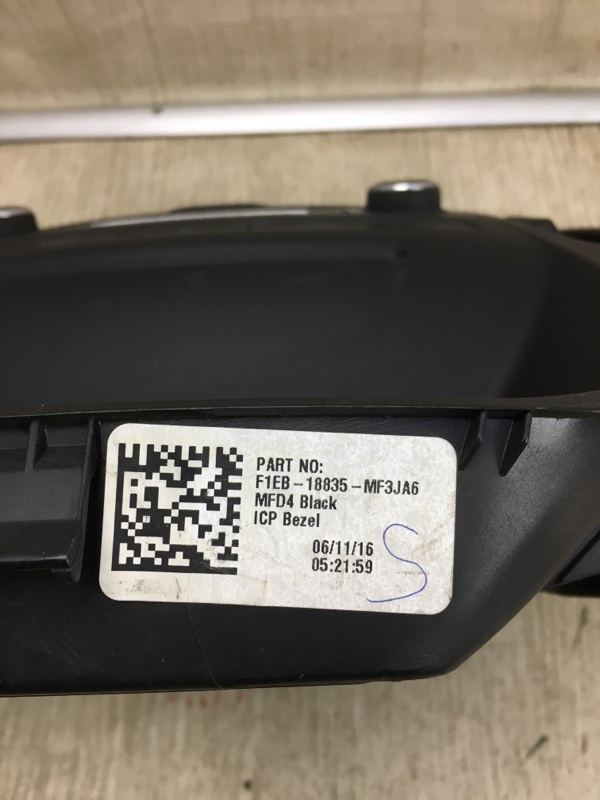 PART NO:
F1EB-18835-MF3JA6
MFD4 Black
ICP Bezel
06/11/16
05:21:59
S